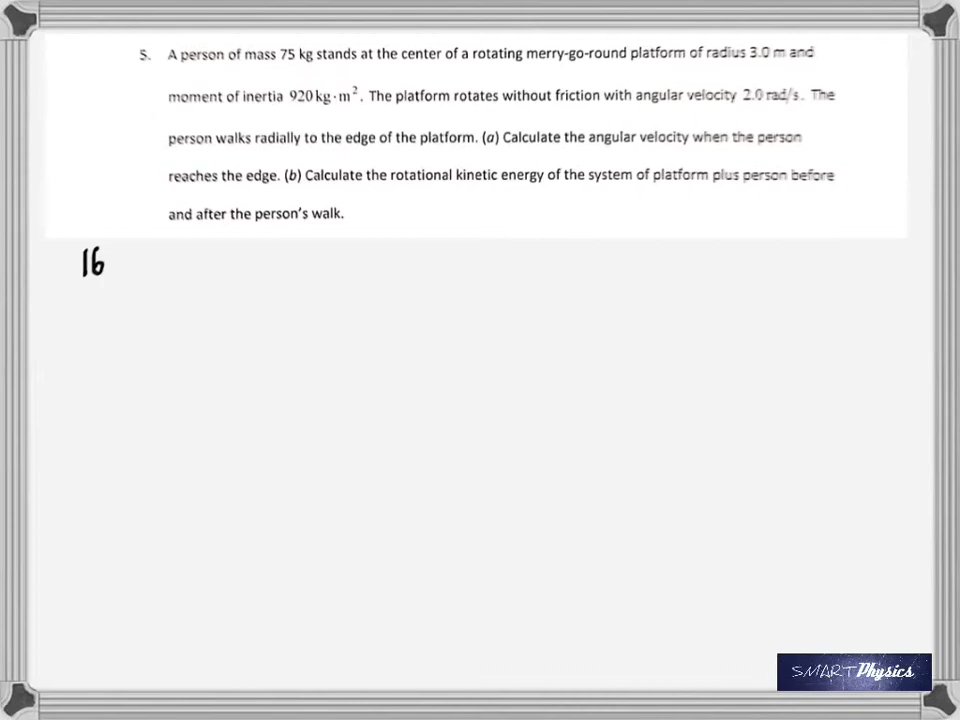 5. A person of mass 75 kg stands at the center of a rotating merry-go-round platform of radius 3.0 m and
moment of inertia 920 kg · m². The platform rotates without friction with angular velocity 2.0 rad/s. The
person walks radially to the edge of the platform. (a) Calculate the angular velocity when the person
reaches the edge. (b) Calculate the rotational kinetic energy of the system of platform plus person before
and after the person's walk.
16
SMART Physics